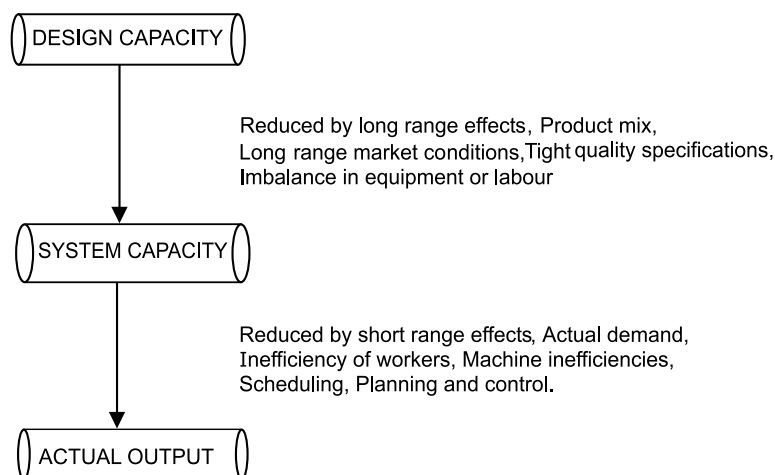 DESIGN CAPACITY
Reduced by long range effects, Product mix,
Long range market conditions,Tight quality specifications,
Imbalance in equipment or labour
SYSTEM CAPACITY
Reduced by short range effects, Actual demand,
Inefficiency of workers, Machine inefficiencies,
Scheduling, Planning and control.
ACTUAL OUTPUT